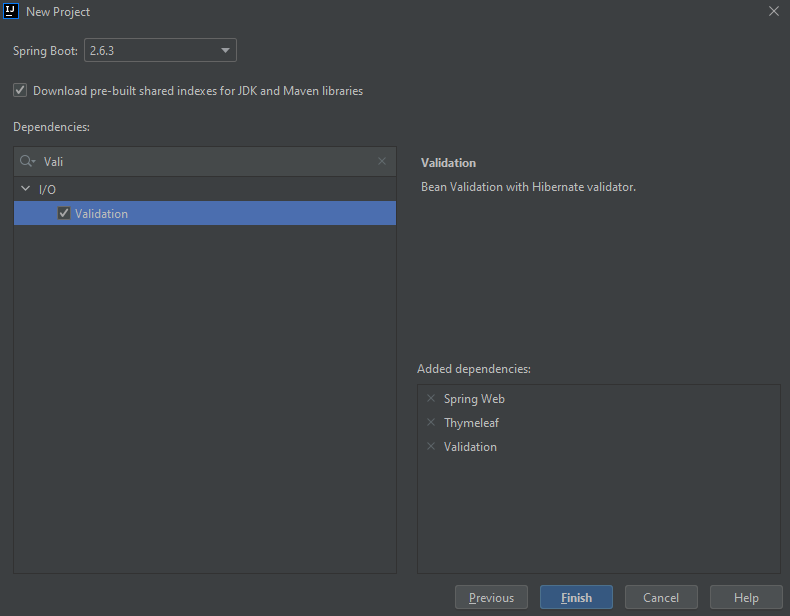 IJ New Project
Spring Boot: 2.6.3
Download pre-built shared indexes for JDK and Maven libraries
Dependencies:
Vali
I/O
Validation
Validation
Bean Validation with Hibernate validator.
Added dependencies:
Spring Web
Thymeleaf
Validation
Previous Finish Cancel Help